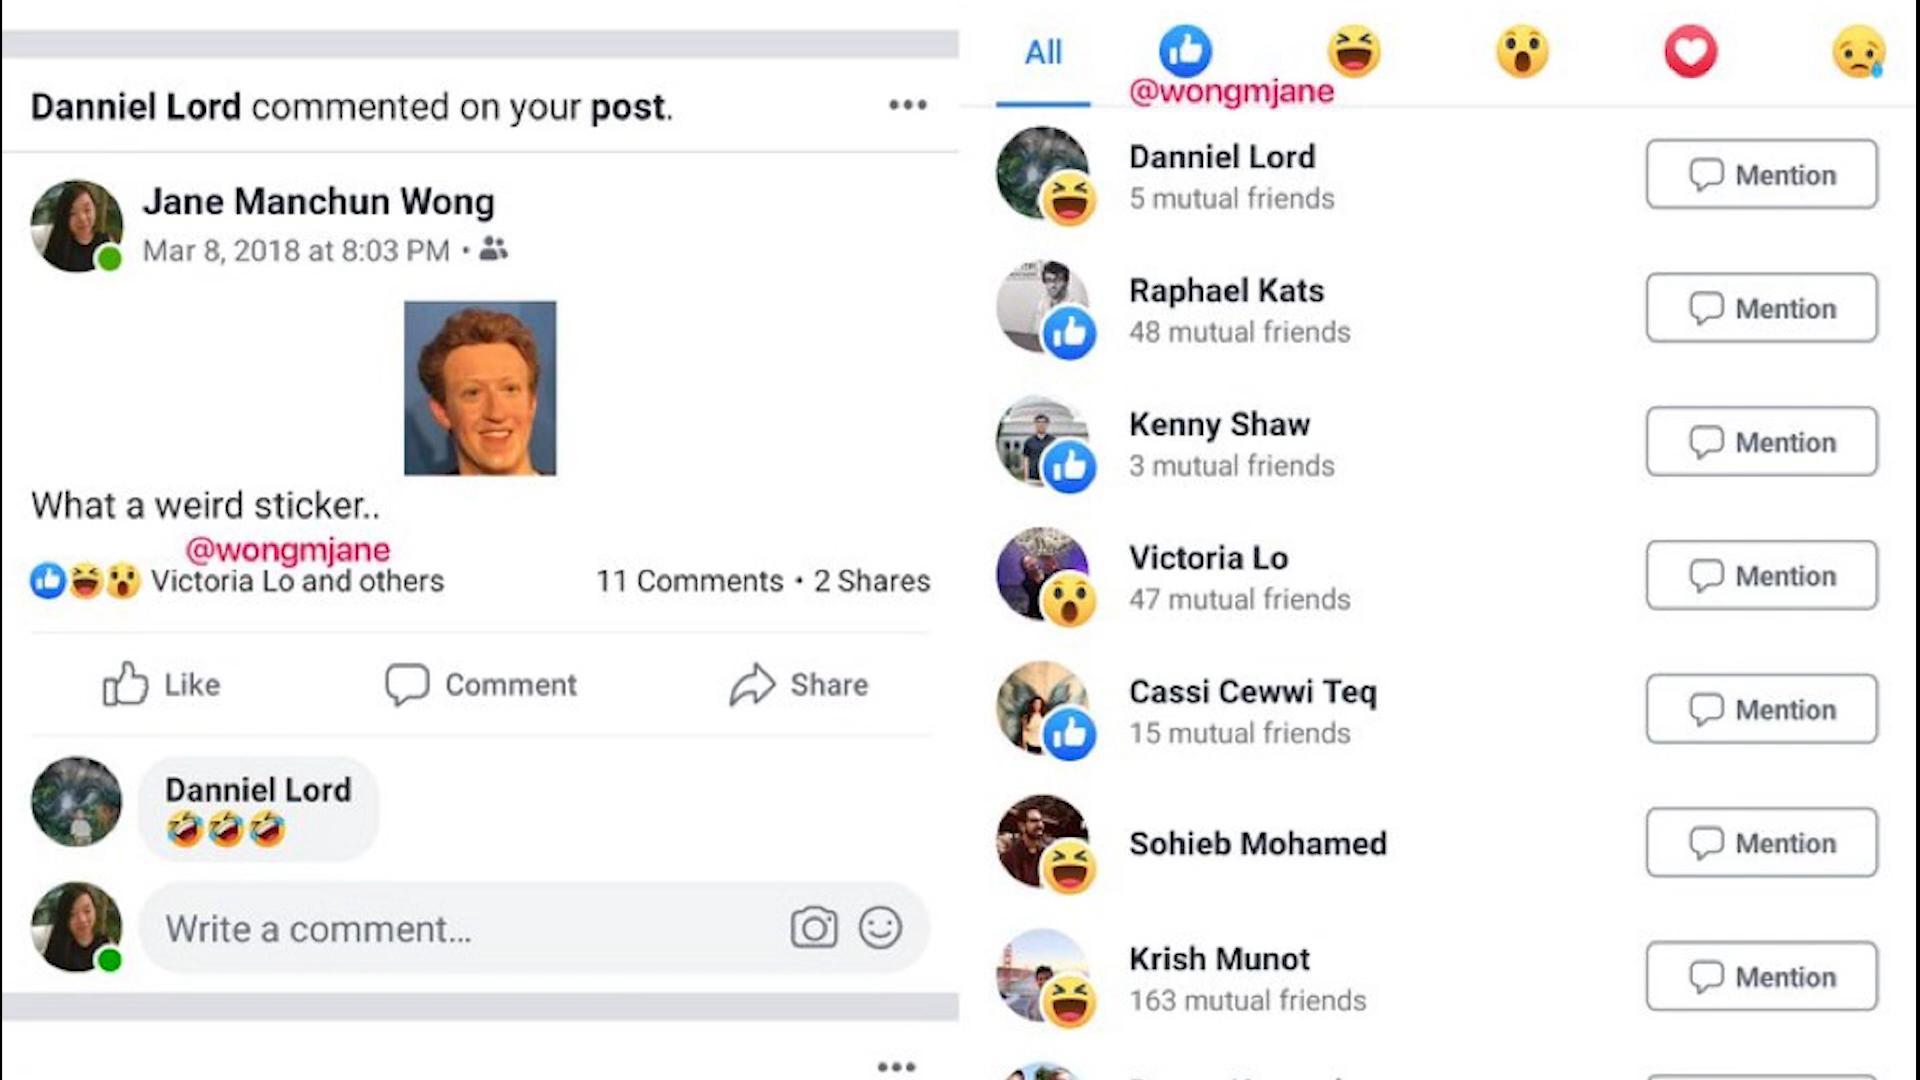 Danniel Lord commented on your post.
Jane Manchun Wong
Mar 8, 2018 at 8:03 PM •
What a weird sticker..
@wongmjane
Victoria Lo and others
11 Comments • 2 Shares
Like
Comment
Share
Danniel Lord
Write a comment...
All
@wongmjane
Danniel Lord
5 mutual friends
Mention
Raphael Kats
48 mutual friends
Mention
Kenny Shaw
3 mutual friends
Mention
Victoria Lo
47 mutual friends
Mention
Cassi Cewwi Teq
15 mutual friends
Mention
Sohieb Mohamed
Mention
Krish Munot
163 mutual friends
Mention